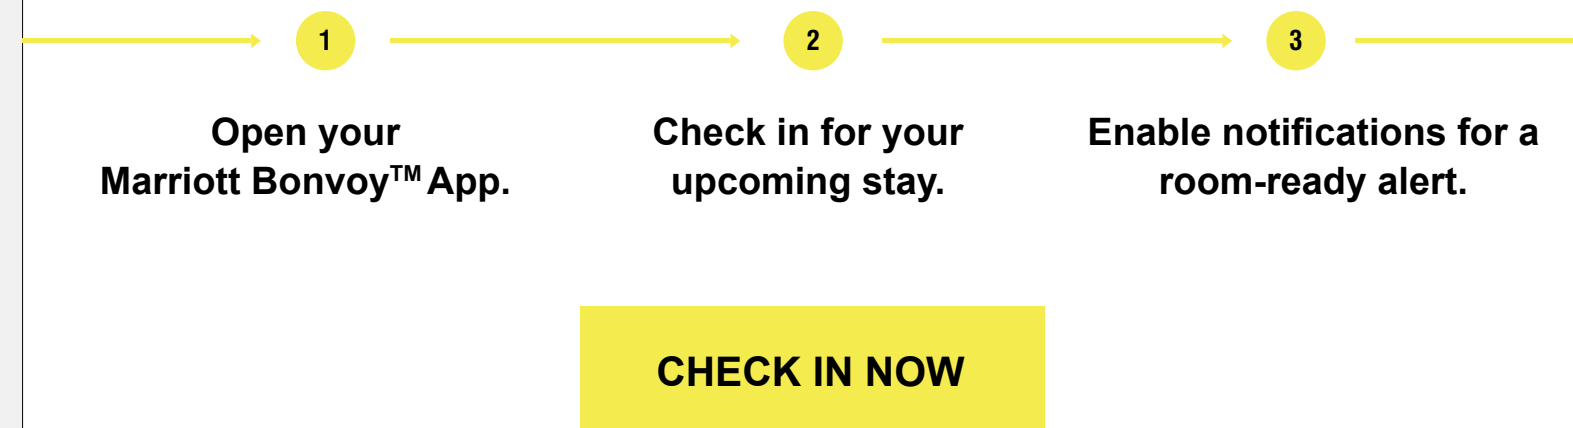 1
2
3
Open your
Marriott Bonvoy™ App.
Check in for your
upcoming stay.
Enable notifications for a
room-ready alert.
CHECK IN NOW